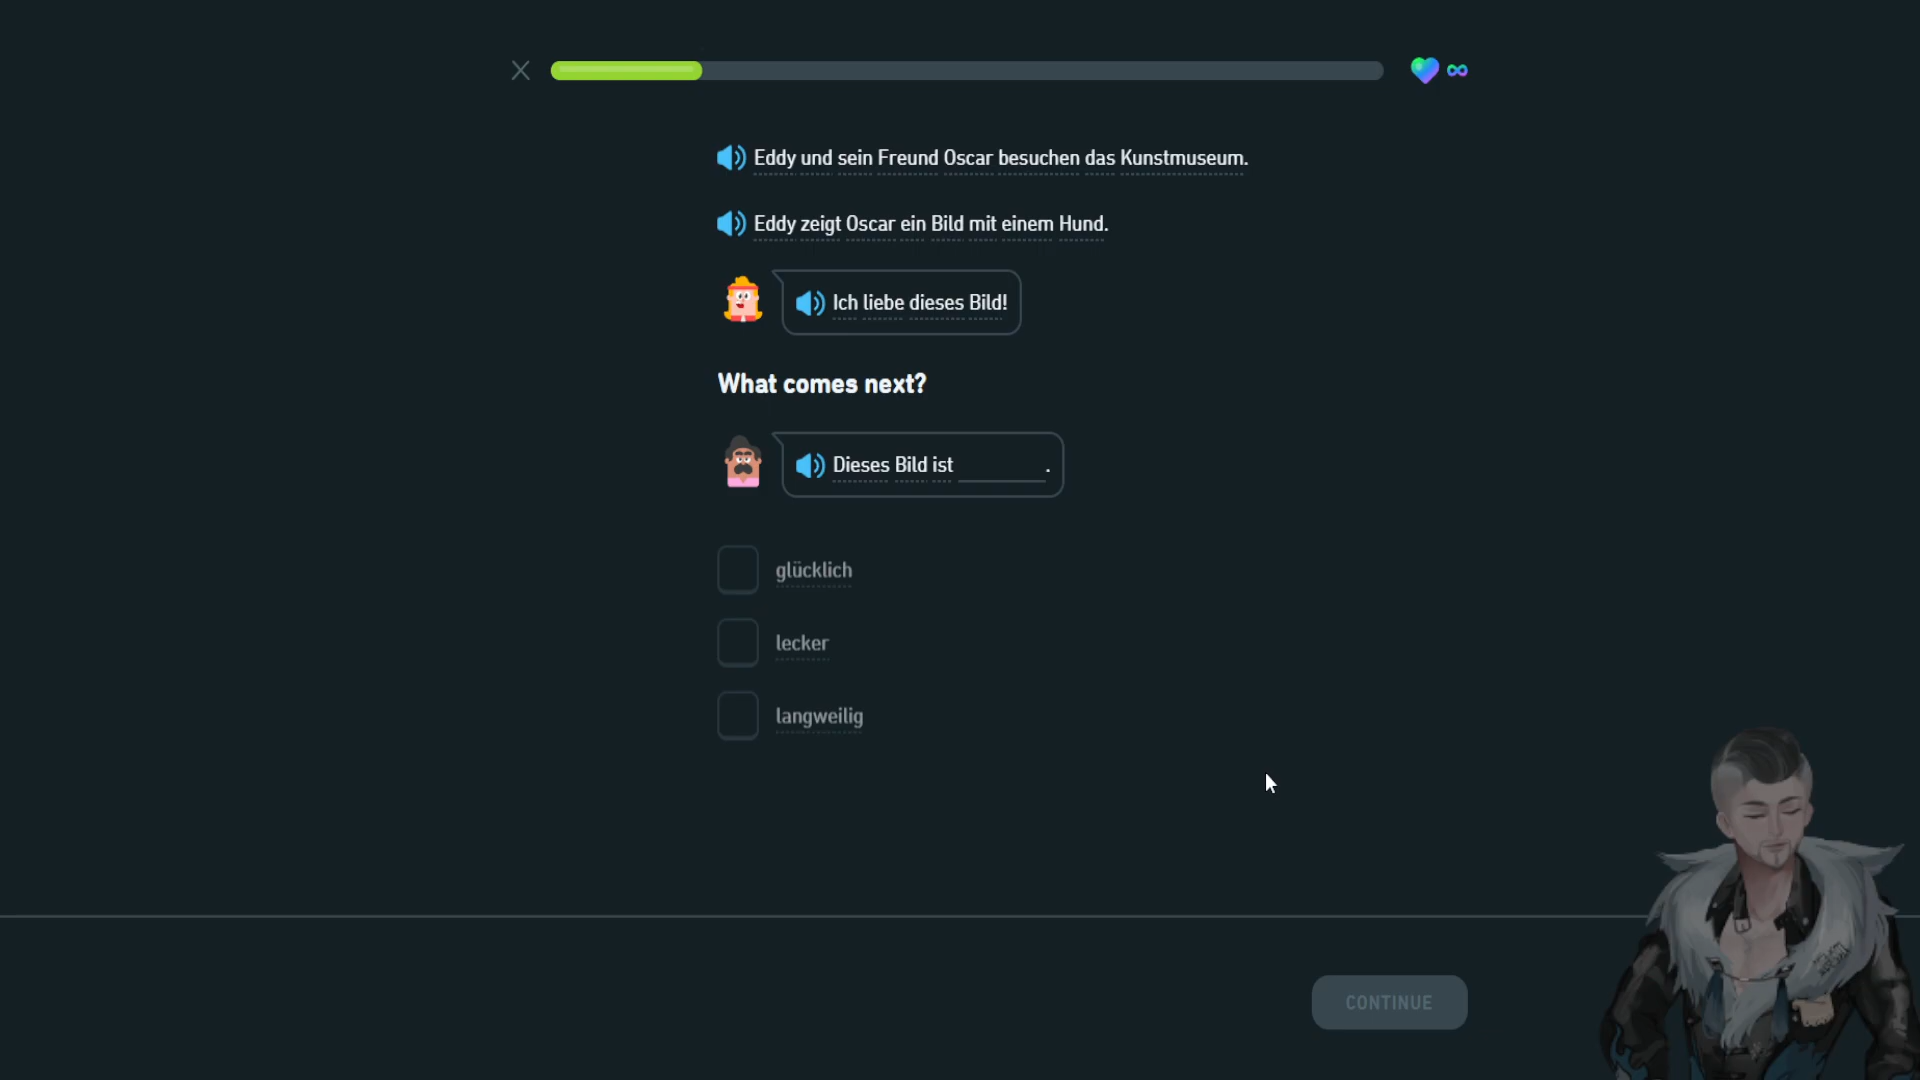 Eddy und sein Freund Oscar besuchen das Kunstmuseum.
Eddy zeigt Oscar ein Bild mit einem Hund.
Ich liebe dieses Bild!
What comes next?
Dieses Bild ist ________.
glücklich
lecker
langweilig
CONTINUE